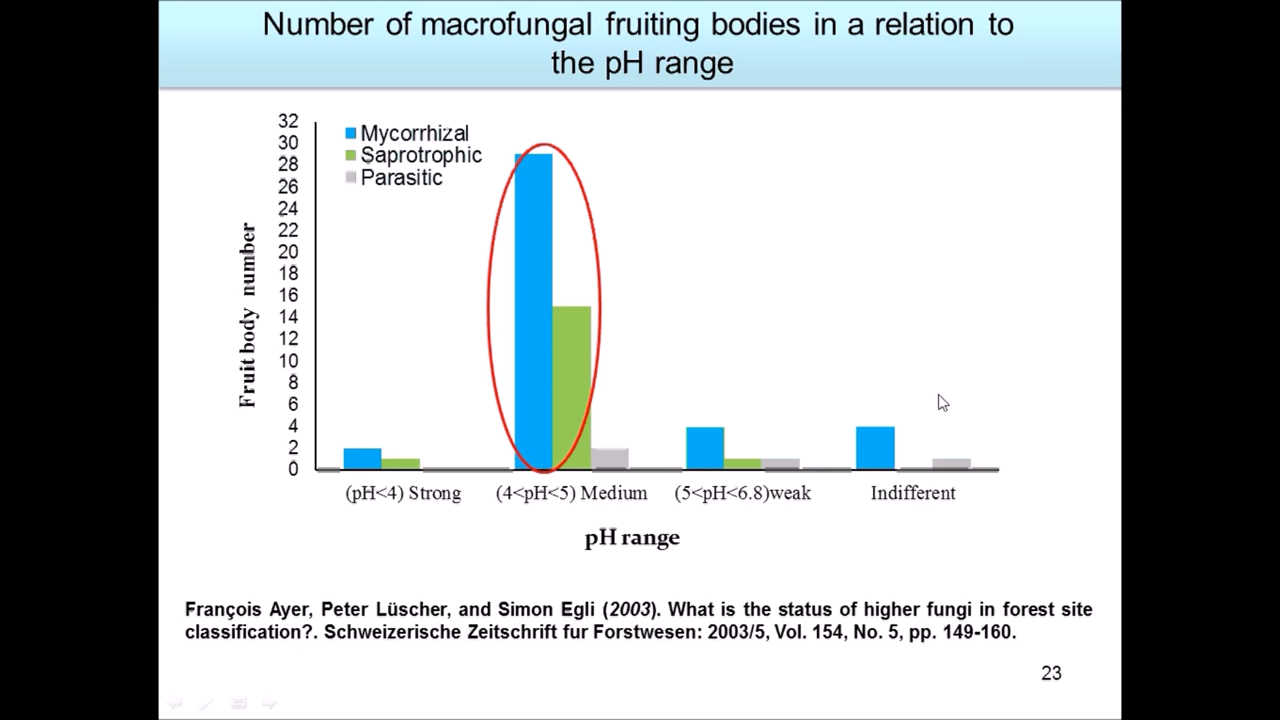 Number of macrofungal fruiting bodies in a relation to
the pH range
32
30
28
26
24
22
20
18
16
14
12
10
8
6
4
2
0
Mycorrhizal
Saprotrophic
Parasitic
Fruit body number
(pH<4) Strong
(4<pH<5) Medium
(5<pH<6.8)weak
Indifferent
pH range
François Ayer, Peter Lüscher, and Simon Egli (2003). What is the status of higher fungi in forest site
classification?. Schweizerische Zeitschrift fur Forstwesen: 2003/5, Vol. 154, No. 5, pp. 149-160.
23